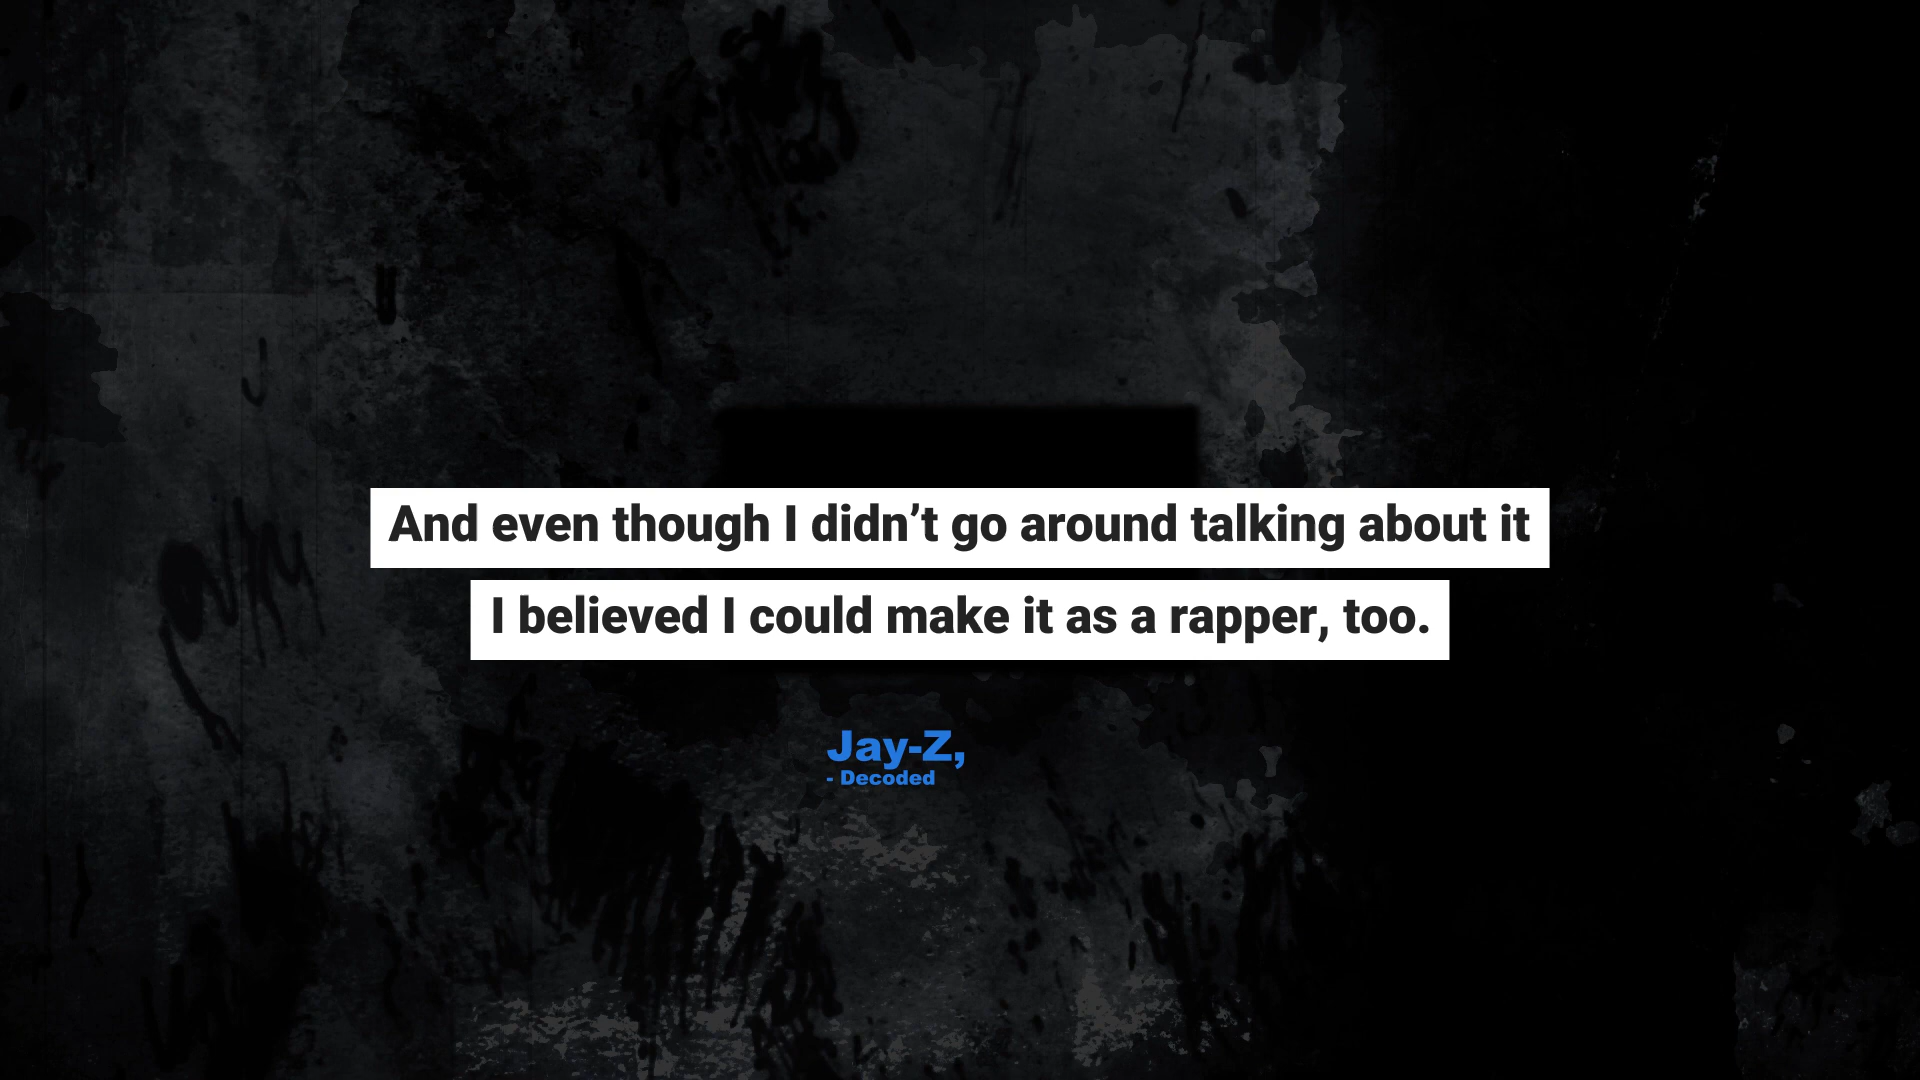 And even though I didn’t go around talking about it
I believed I could make it as a rapper, too.
Jay-Z,
- Decoded